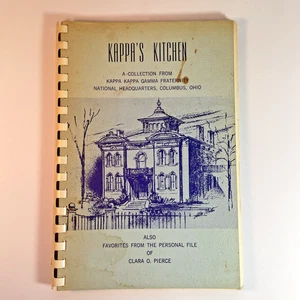 KAPPA'S KITCHEN
A COLLECTION FROM
KAPPA KAPPA GAMMA FRATERNITY
NATIONAL HEADQUARTERS, COLUMBUS, OHIO
ALSO
FAVORITES FROM THE PERSONAL FILE
OF
CLARA O. PIERCE